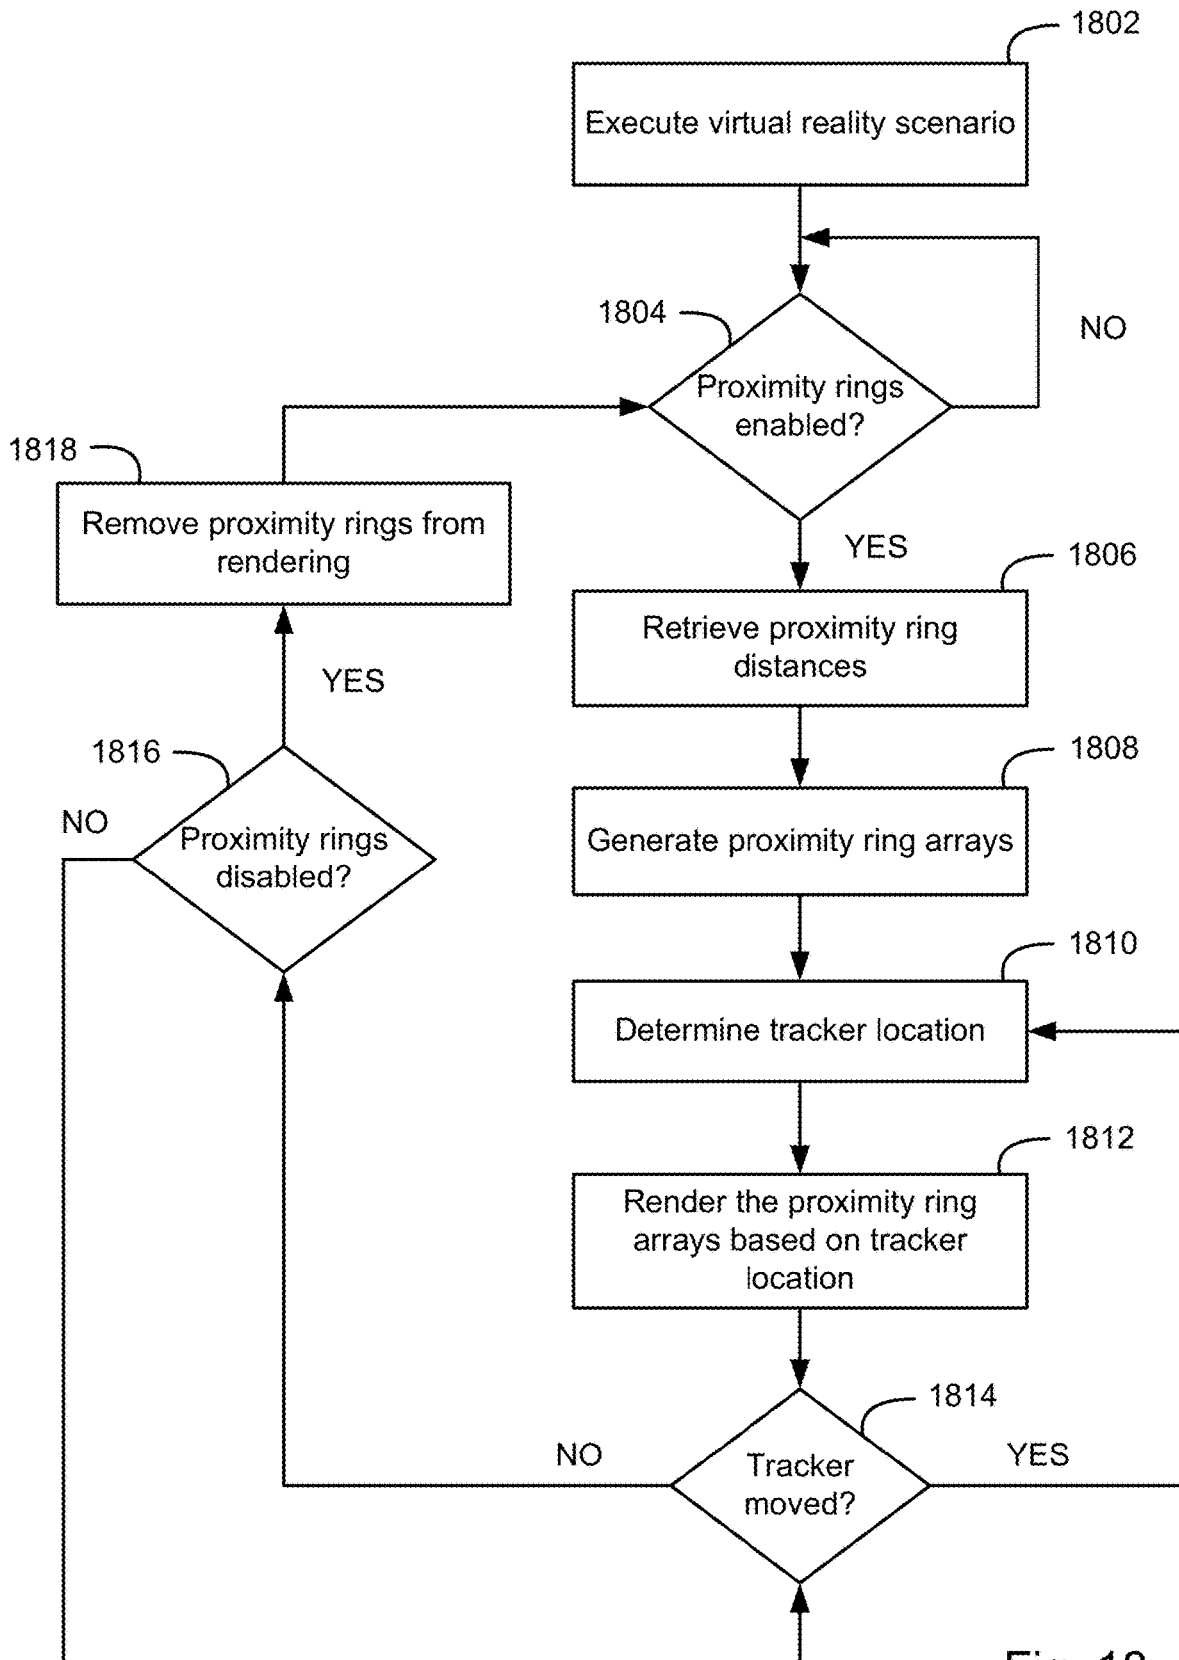 1802
Execute virtual reality scenario
1804
NO
Proximity rings
enabled?
1818
Remove proximity rings from
rendering
YES
1806
Retrieve proximity ring
distances
YES
1816
1808
NO
Proximity rings
disabled?
Generate proximity ring arrays
1810
Determine tracker location
1812
Render the proximity ring
arrays based on tracker
location
1814
NO
YES
Tracker
moved?